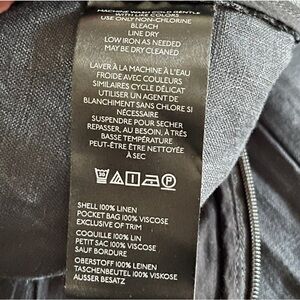 MACHINE WASH COLD GENTLE
WITH LIKE COLORS
USE ONLY NON-CHLORINE
BLEACH
LINE DRY
LOW IRON AS NEEDED
MAY BE DRY CLEANED
LAVER À LA MACHINE À L'EAU
FROIDE AVEC COULEURS
SIMILAIRES CYCLE DÉLICAT
UTILISER UN AGENT DE
BLANCHIMENT SANS CHLORE SI
NÉCESSAIRE
SUSPENDRE POUR SÉCHER
REPASSER, AU BESOIN, À TRÈS
BASSE TEMPÉRATURE
PEUT-ÊTRE ÊTRE NETTOYÉE
À SEC
SHELL 100% LINEN
POCKET BAG 100% VISCOSE
EXCLUSIVE OF TRIM
COQUILLE 100% LIN
PETIT SAC 100% VISCOSE
SAUF BORDURE
OBERSTOFF 100% LEINEN
TASCHENBEUTEL 100% VISKOSE
AUSSER BESATZ